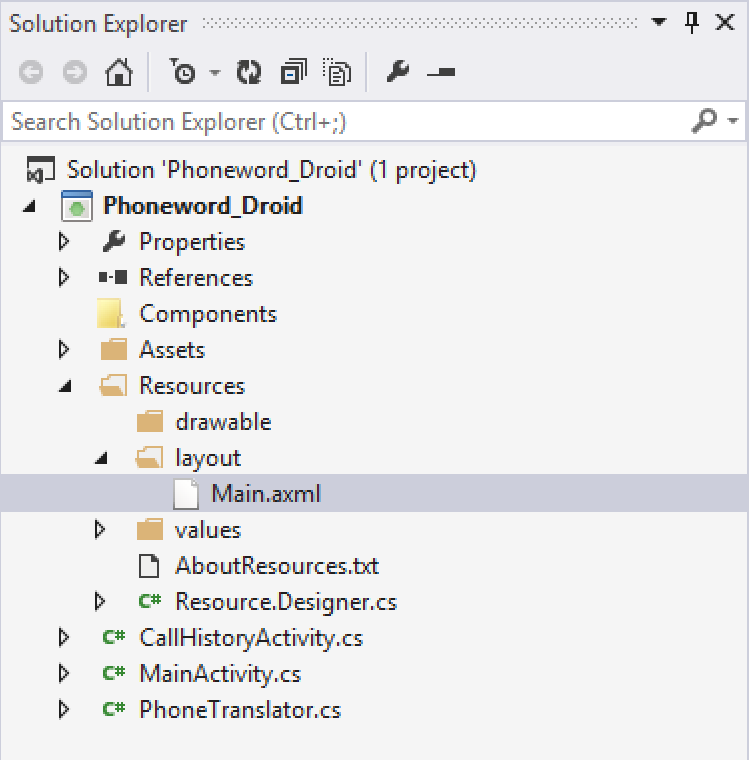 Solution Explorer
Search Solution Explorer (Ctrl+;)
Solution 'Phoneword_Droid' (1 project)
Phoneword_Droid
Properties
References
Components
Assets
Resources
drawable
layout
Main.axml
values
AboutResources.txt
C# Resource.Designer.cs
C# CallHistoryActivity.cs
C# MainActivity.cs
C# PhoneTranslator.cs